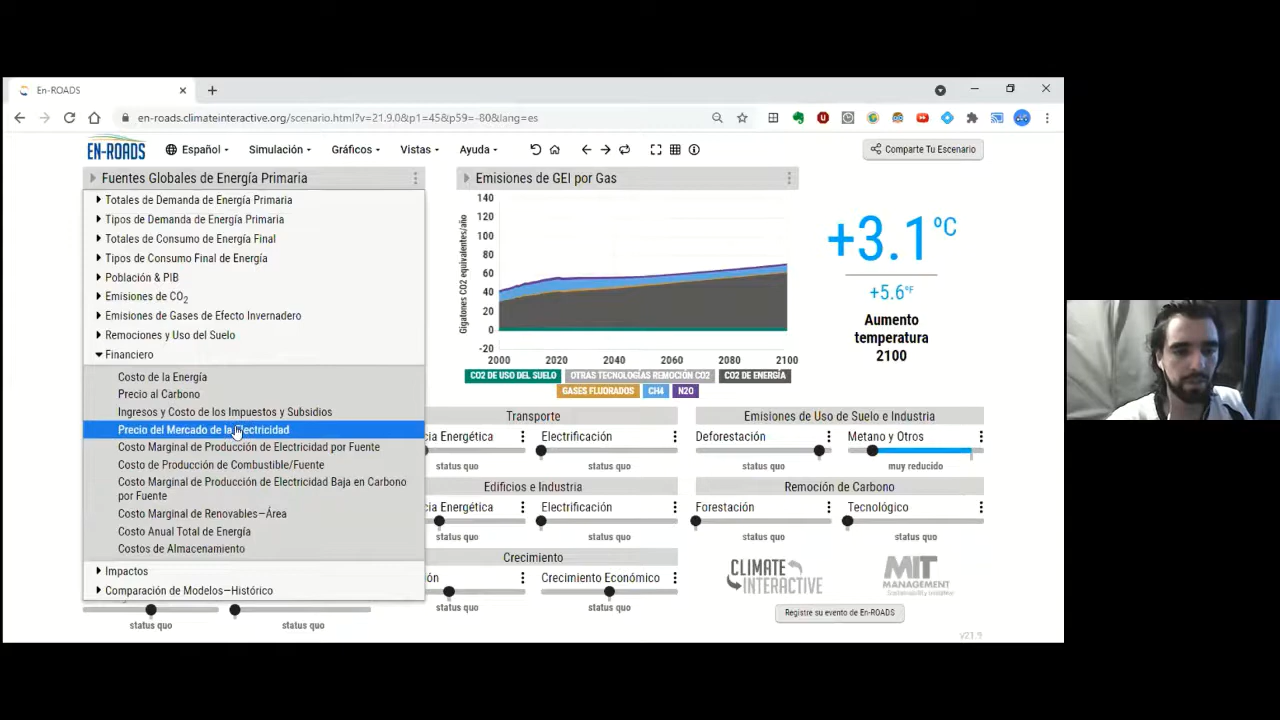 En-ROADS
en-roads.climateinteractive.org/scenario.html?v=21.9.0&p1=45&p59=-80&lang=es
EN-ROADS
Español
Simulación
Gráficos
Vistas
Ayuda
Comparte Tu Escenario
Fuentes Globales de Energía Primaria
Totales de Demanda de Energía Primaria
Tipos de Demanda de Energía Primaria
Totales de Consumo de Energía Final
Tipos de Consumo Final de Energía
Población & PIB
Emisiones de CO2
Emisiones de Gases de Efecto Invernadero
Remociones y Uso del Suelo
Financiero
Costo de la Energía
Precio al Carbono
Ingresos y Costo de los Impuestos y Subsidios
Precio del Mercado de la Electricidad
Costo Marginal de Producción de Electricidad por Fuente
Costo de Producción de Combustible/Fuente
Costo Marginal de Producción de Electricidad Baja en Carbono
por Fuente
Costo Marginal de Renovables—Área
Costo Anual Total de Energía
Costos de Almacenamiento
Impactos
Comparación de Modelos—Histórico
status quo
status quo
Emisiones de GEI por Gas
Gigatones CO2 equivalentes/año
140
120
100
80
60
40
20
0
-20
2000 2020 2040 2060 2080 2100
CO2 DE USO DEL SUELO OTRAS TECNOLOGÍAS REMOCIÓN CO2 CO2 DE ENERGÍA
GASES FLUORADOS CH4 N2O
+3.1 ºC
+5.6°F
Aumento
temperatura
2100
Transporte
cia Energética Electrificación
status quo status quo
Edificios e Industria
cia Energética Electrificación
status quo status quo
Crecimiento
ón Crecimiento Económico
status quo status quo
Emisiones de Uso de Suelo e Industria
Deforestación Metano y Otros
status quo muy reducido
Remoción de Carbono
Forestación Tecnológico
status quo status quo
CLIMATE
INTERACTIVE
MIT
MANAGEMENT
Sustainability Initiative
Registre su evento de En-ROADS
v21.9